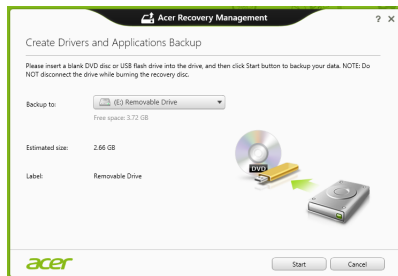 Acer Recovery Management
? X
Create Drivers and Applications Backup
Please insert a blank DVD disc or USB flash drive into the drive, and then click Start button to backup your data. NOTE: Do
NOT disconnect the drive while burning the recovery disc.
Backup to:
(E:) Removable Drive
Free space: 3.72 GB
Estimated size:
2.66 GB
Label:
Removable Drive
DVD
acer
Start
Cancel